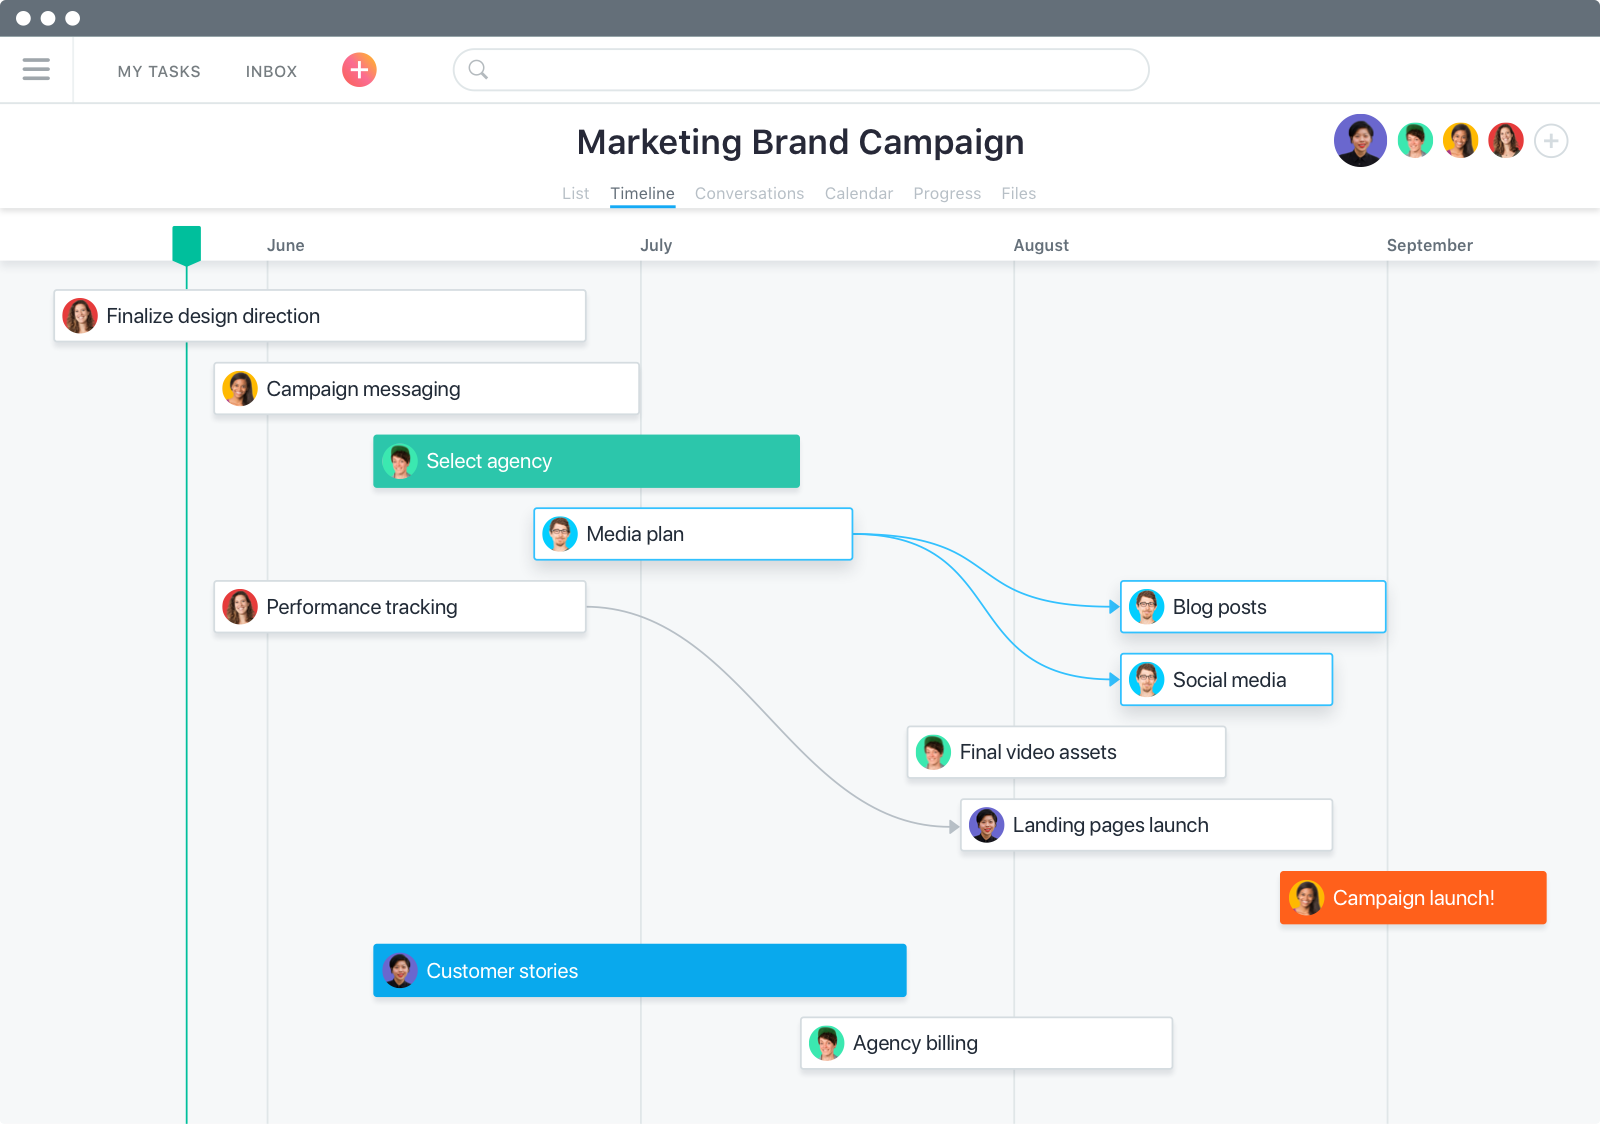 MY TASKS
INBOX
Marketing Brand Campaign
List Timeline Conversations Calendar Progress Files
June July August September
Finalize design direction
Campaign messaging
Select agency
Media plan
Performance tracking
Blog posts
Social media
Final video assets
Landing pages launch
Campaign launch!
Customer stories
Agency billing